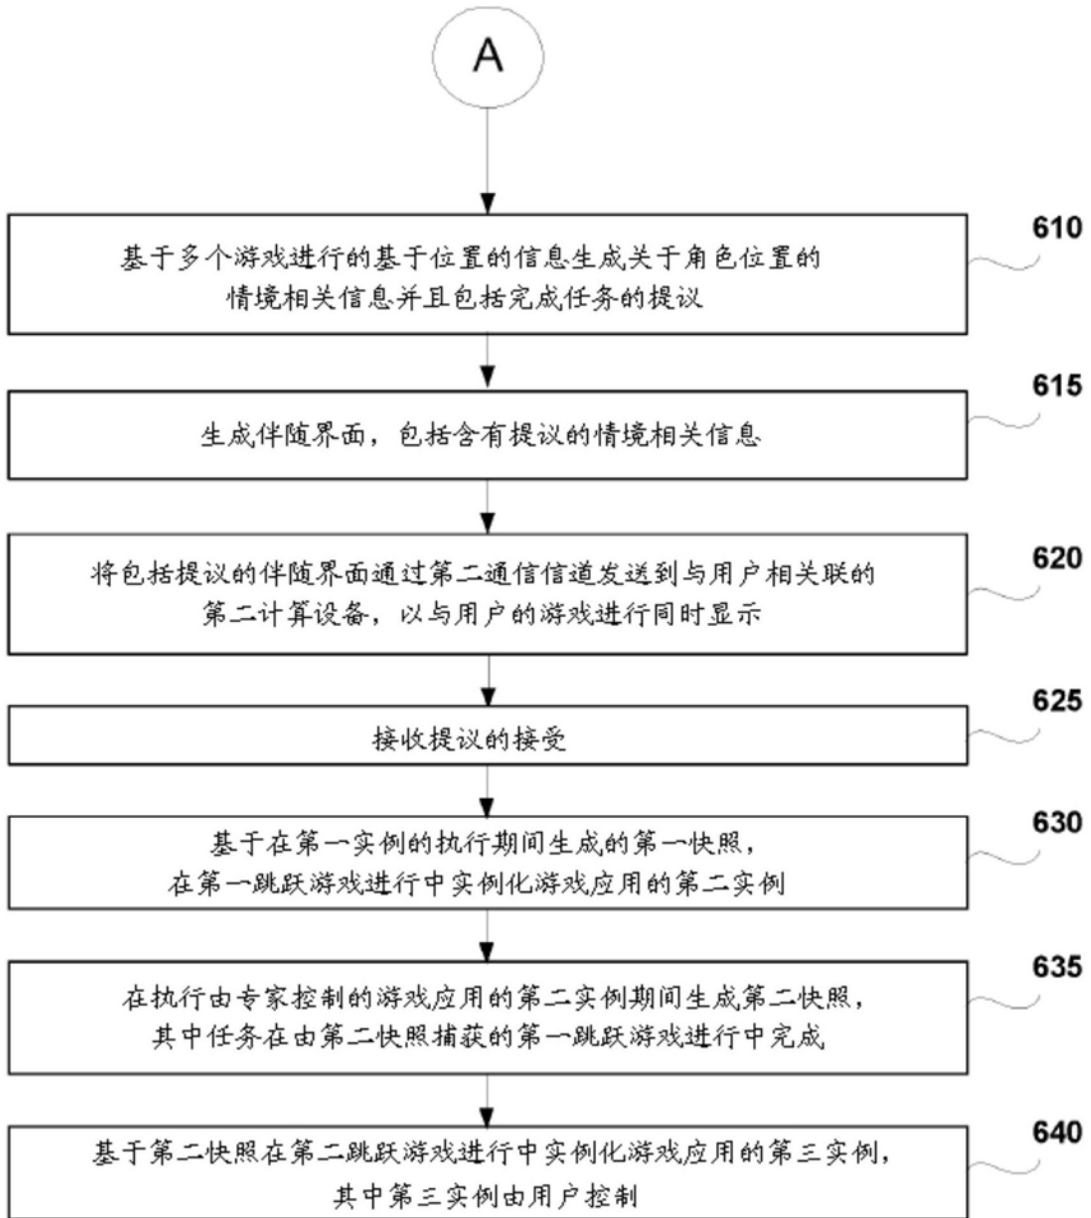 A
610
基于多个游戏进行的基于位置的信息生成关于角色位置的
情境相关信息并且包括完成任务的提议
615
生成伴随界面，包括含有提议的情境相关信息
620
将包括提议的伴随界面通过第二通信信道发送到与用户相关联的
第二计算设备，以与用户的游戏进行同时显示
625
接收提议的接受
630
基于在第一实例的执行期间生成的第一快照，
在第一跳跃游戏进行中实例化游戏应用的第二实例
635
在执行由专家控制的游戏应用的第二实例期间生成第二快照，
其中任务在由第二快照捕获的第一跳跃游戏进行中完成
640
基于第二快照在第二跳跃游戏进行中实例化游戏应用的第三实例，
其中第三实例由用户控制